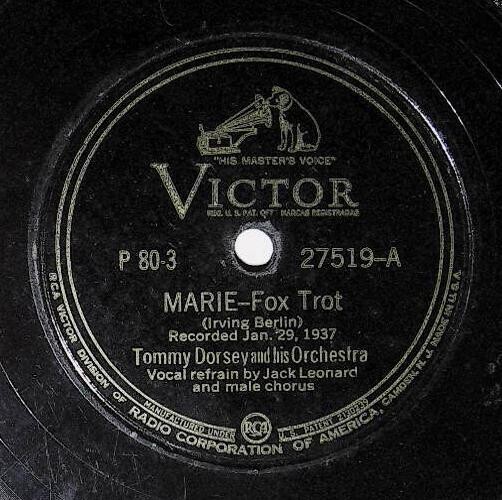 "HIS MASTER'S VOICE"
VICTOR
REG. U. S. PAT. OFF. MARCAS REGISTRADAS
P 80-3
27519-A
MARIE-Fox Trot
(Irving Berlin)
Recorded Jan. 29, 1937
Tommy Dorsey and his Orchestra
Vocal refrain by Jack Leonard
and male chorus
MANUFACTURED UNDER RCA U. S. PATENT 2130239
RCA VICTOR DIVISION OF RADIO CORPORATION OF AMERICA, CAMDEN, N. J. MADE IN U.S.A.